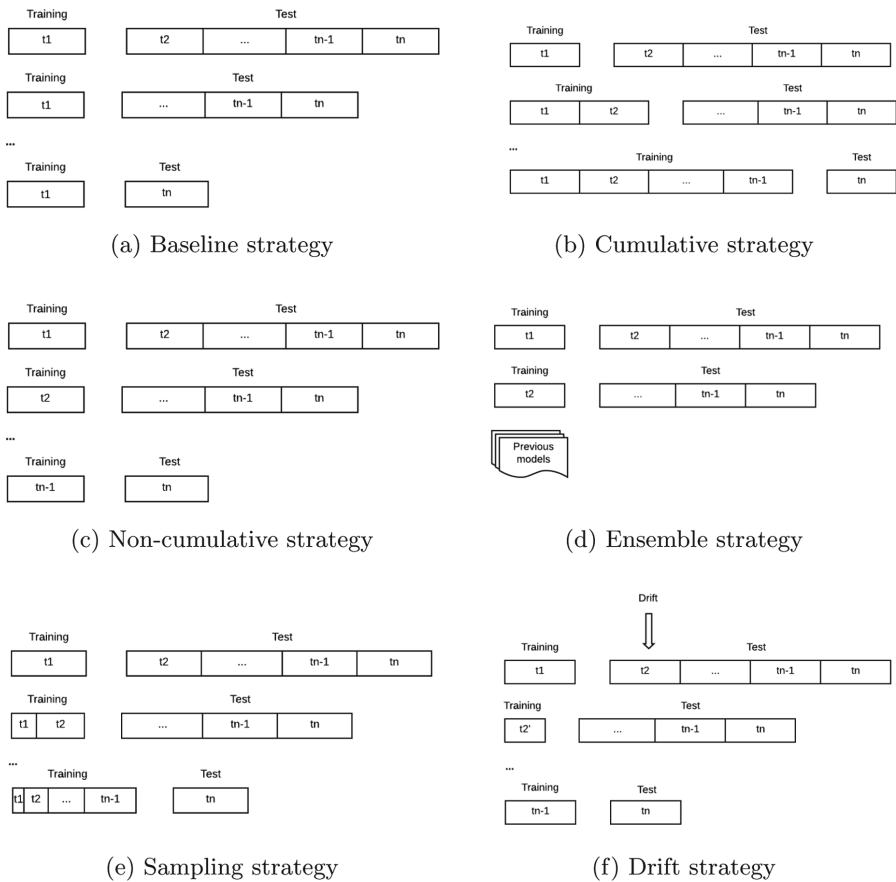 Training Test
t1 t2 ... tn-1 tn
Training Test
t1 ... tn-1 tn
...
Training Test
t1 tn
(a) Baseline strategy
Training Test
t1 t2 ... tn-1 tn
Training Test
t1 t2 ... tn-1 tn
...
Training Test
t1 t2 ... tn-1 tn
(b) Cumulative strategy
Training Test
t1 t2 ... tn-1 tn
Training Test
t2 ... tn-1 tn
...
Training Test
tn-1 tn
(c) Non-cumulative strategy
Training Test
t1 t2 ... tn-1 tn
Training Test
t2 ... tn-1 tn
Previous
models
(d) Ensemble strategy
Training Test
t1 t2 ... tn-1 tn
Training Test
t1 t2 ... tn-1 tn
...
Training Test
t1 t2 ... tn-1 tn
(e) Sampling strategy
Drift
Training Test
t1 t2 ... tn-1 tn
Training Test
t2' ... tn-1 tn
...
Training Test
tn-1 tn
(f) Drift strategy